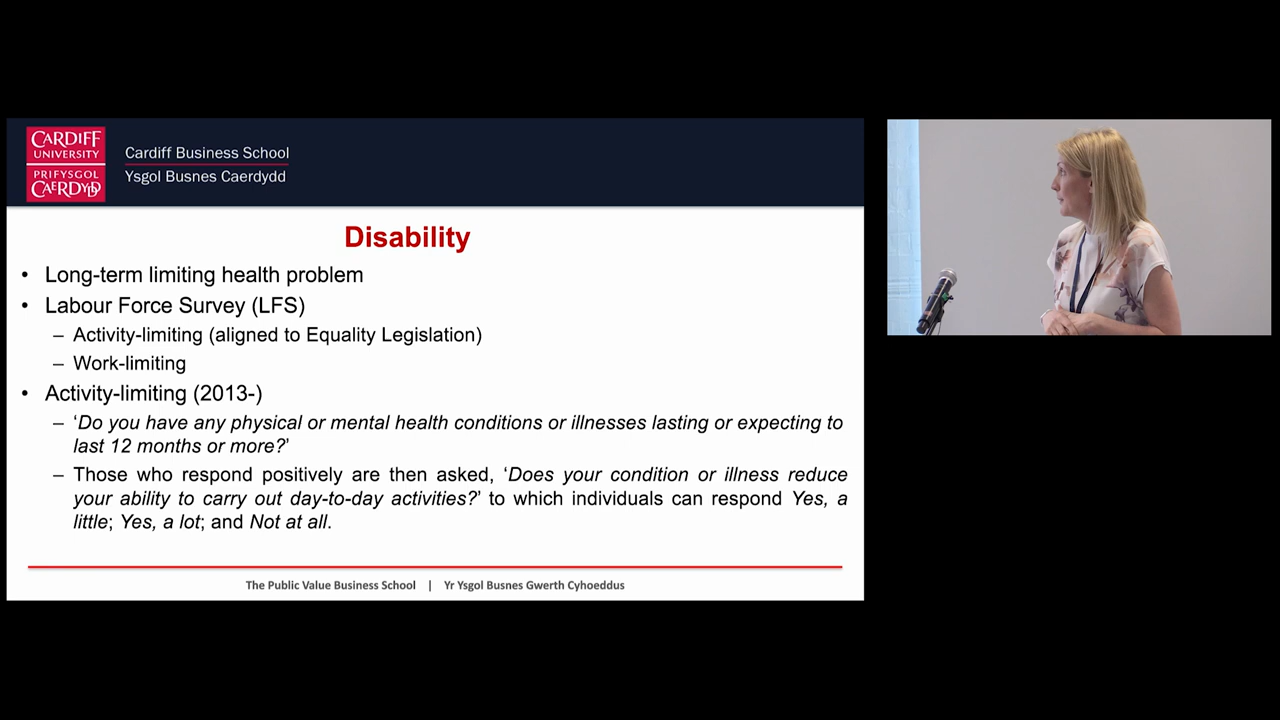 CARDIFF
UNIVERSITY
PRIFYSGOL
CAERDYDD
Cardiff Business School
Ysgol Busnes Caerdydd
Disability
• Long-term limiting health problem
• Labour Force Survey (LFS)
– Activity-limiting (aligned to Equality Legislation)
– Work-limiting
• Activity-limiting (2013-)
– ‘Do you have any physical or mental health conditions or illnesses lasting or expecting to
last 12 months or more?’
– Those who respond positively are then asked, ‘Does your condition or illness reduce
your ability to carry out day-to-day activities?’ to which individuals can respond Yes, a
little; Yes, a lot; and Not at all.
The Public Value Business School | Yr Ysgol Busnes Gwerth Cyhoeddus